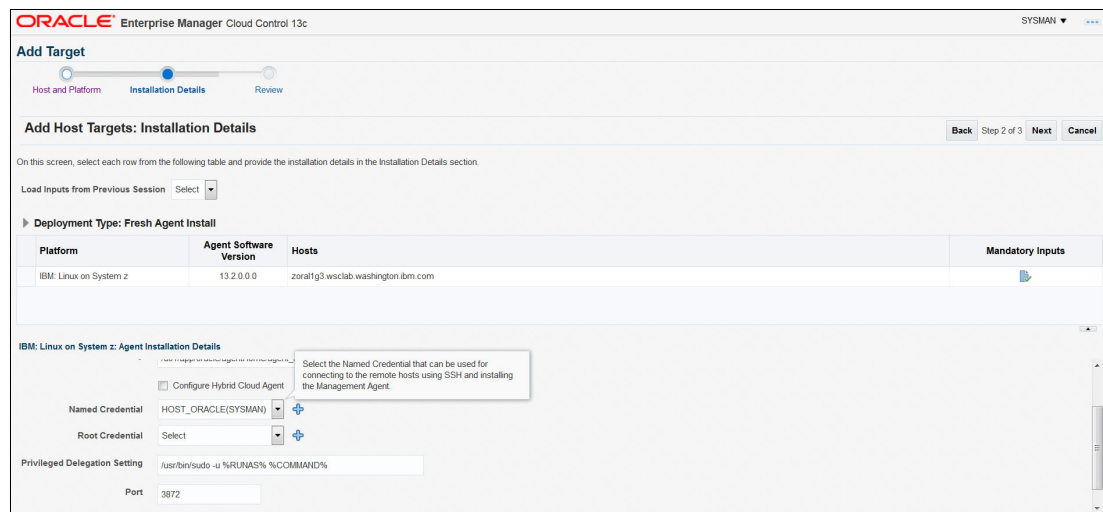 ORACLE Enterprise Manager Cloud Control 13c
SYSMAN
Add Target
Host and Platform Installation Details Review
Add Host Targets: Installation Details
Back Step 2 of 3 Next Cancel
On this screen, select each row from the following table and provide the installation details in the Installation Details section.
Load Inputs from Previous Session Select
Deployment Type: Fresh Agent Install
Platform Agent Software Version Hosts Mandatory Inputs
IBM: Linux on System z 13.2.0.0.0 zoral1g3.wsclab.washington.ibm.com
IBM: Linux on System z: Agent Installation Details
Select the Named Credential that can be used for
connecting to the remote hosts using SSH and installing
the Management Agent.
Configure Hybrid Cloud Agent
Named Credential HOST_ORACLE(SYSMAN)
Root Credential Select
Privileged Delegation Setting /usr/bin/sudo -u %RUNAS% %COMMAND%
Port 3872